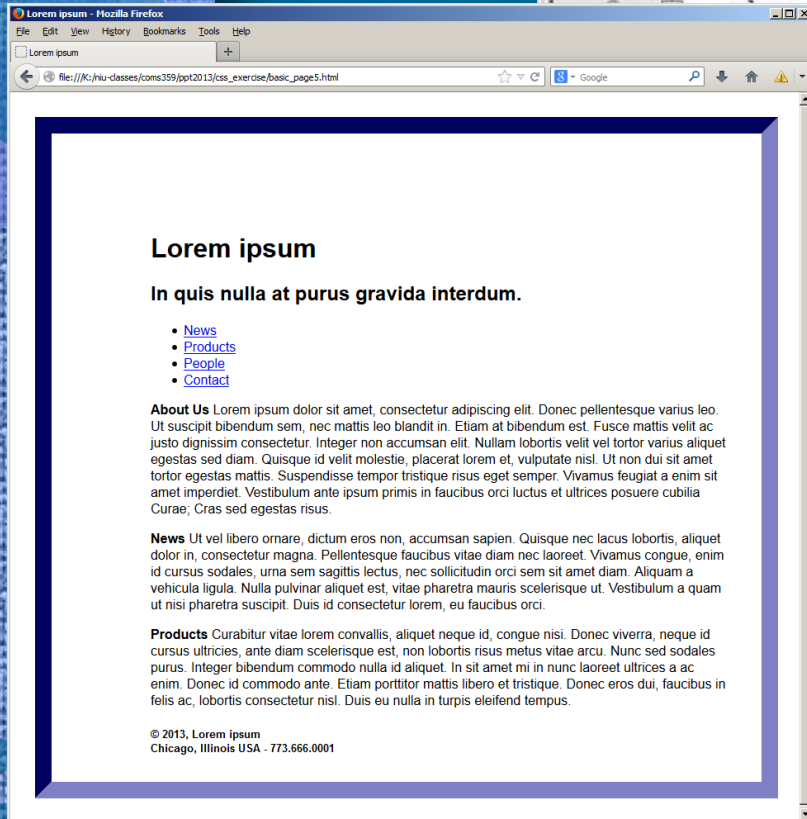 Lorem ipsum - Mozilla Firefox
File Edit View History Bookmarks Tools Help
Lorem ipsum
file:///K:/niu-classes/coms359/ppt2013/css_exercise/basic_page5.html
Google
Lorem ipsum
In quis nulla at purus gravida interdum.
• News
• Products
• People
• Contact
About Us Lorem ipsum dolor sit amet, consectetur adipiscing elit. Donec pellentesque varius leo.
Ut suscipit bibendum sem, nec mattis leo blandit in. Etiam at bibendum est. Fusce mattis velit ac
justo dignissim consectetur. Integer non accumsan elit. Nullam lobortis velit vel tortor varius aliquet
egestas sed diam. Quisque id velit molestie, placerat lorem et, vulputate nisl. Ut non dui sit amet
tortor egestas mattis. Suspendisse tempor tristique risus eget semper. Vivamus feugiat a enim sit
amet imperdiet. Vestibulum ante ipsum primis in faucibus orci luctus et ultrices posuere cubilia
Curae; Cras sed egestas risus.
News Ut vel libero ornare, dictum eros non, accumsan sapien. Quisque nec lacus lobortis, aliquet
dolor in, consectetur magna. Pellentesque faucibus vitae diam nec laoreet. Vivamus congue, enim
id cursus sodales, urna sem sagittis lectus, nec sollicitudin orci sem sit amet diam. Aliquam a
vehicula ligula. Nulla pulvinar aliquet est, vitae pharetra mauris scelerisque ut. Vestibulum a quam
ut nisi pharetra suscipit. Duis id consectetur lorem, eu faucibus orci.
Products Curabitur vitae lorem convallis, aliquet neque id, congue nisi. Donec viverra, neque id
cursus ultricies, ante diam scelerisque est, non lobortis risus metus vitae arcu. Nunc sed sodales
purus. Integer bibendum commodo nulla id aliquet. In sit amet mi in nunc laoreet ultrices a ac
enim. Donec id commodo ante. Etiam porttitor mattis libero et tristique. Donec eros dui, faucibus in
felis ac, lobortis consectetur nisl. Duis eu nulla in turpis eleifend tempus.
© 2013, Lorem ipsum
Chicago, Illinois USA - 773.666.0001